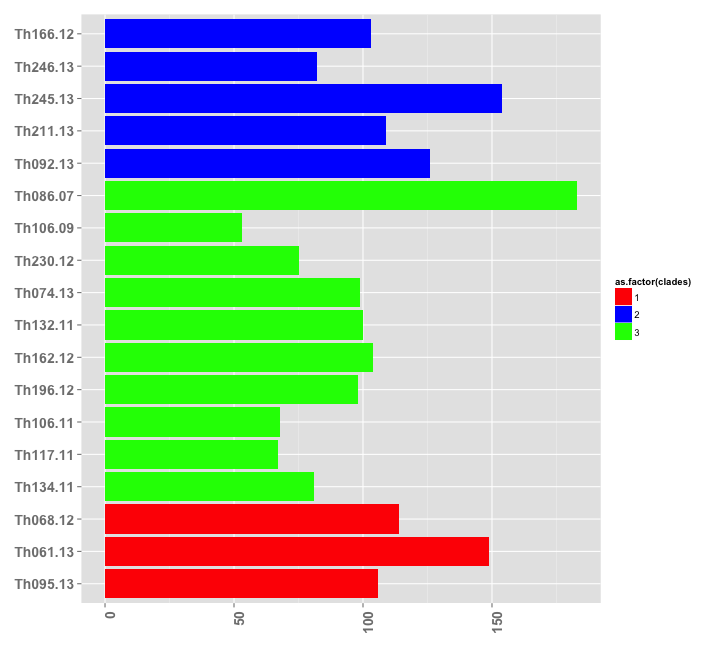 Th166.12
Th246.13
Th245.13
Th211.13
Th092.13
Th086.07
Th106.09
Th230.12
Th074.13
Th132.11
Th162.12
Th196.12
Th106.11
Th117.11
Th134.11
Th068.12
Th061.13
Th095.13
0
50
100
150
as.factor(clades)
1
2
3